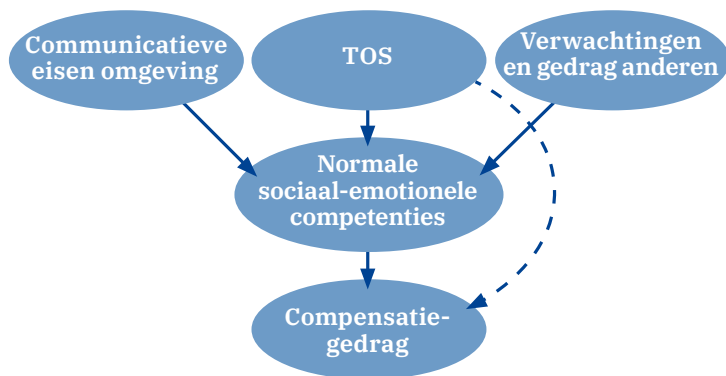 Communicatieve
eisen omgeving
TOS
Verwachtingen
en gedrag anderen
Normale
sociaal-emotionele
competenties
Compensatie-
gedrag